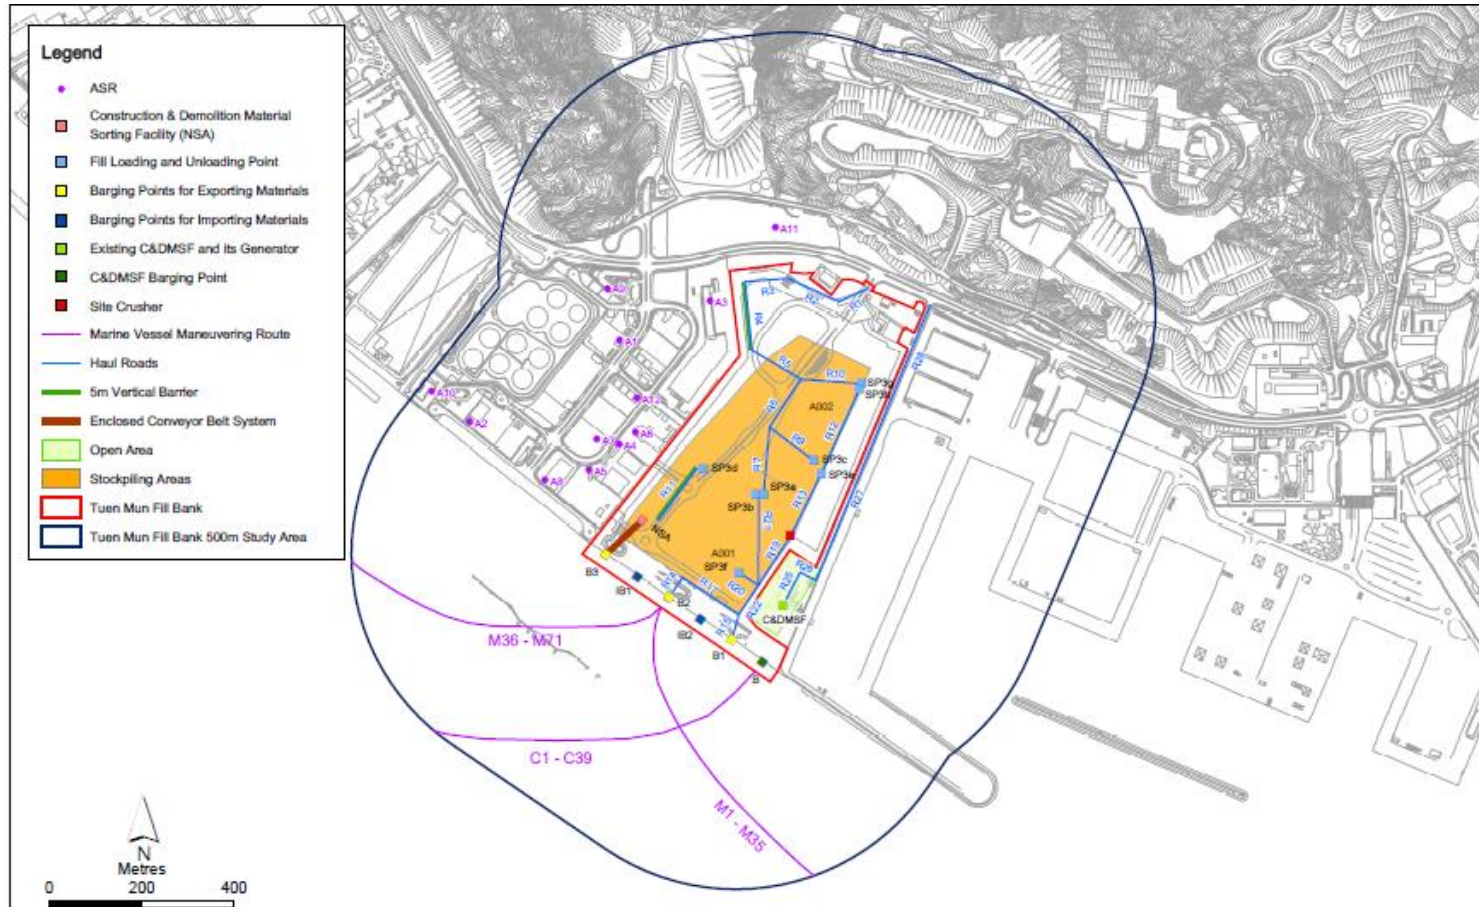 Legend
ASR
Construction & Demolition Material
Sorting Facility (NSA)
Fill Loading and Unloading Point
Barging Points for Exporting Materials
Barging Points for Importing Materials
Existing C&DMSF and its Generator
C&DMSF Barging Point
Site Crusher
Marine Vessel Maneuvering Route
Haul Roads
5m Vertical Barrier
Enclosed Conveyor Belt System
Open Area
Stockpiling Areas
Tuen Mun Fill Bank
Tuen Mun Fill Bank 500m Study Area
A11
A9
A3
A1
A10
A2
A12
A6
A7
A4
A5
A8
R3
R2
R1
R4
R5
R10
R6
A002
R12
R28
SP3g
R9
SP3c
SP3e
SP3d
R7
R11
R13
R27
SP3a
SP3b
NSA
R19
A001
SP3f
R20
R25
R26
B3
IB1
B2
R17
R22
C&DMSF
IB2
B1
B
M36 - M71
C1 - C39
M1 - M35
N
Metres
0 200 400